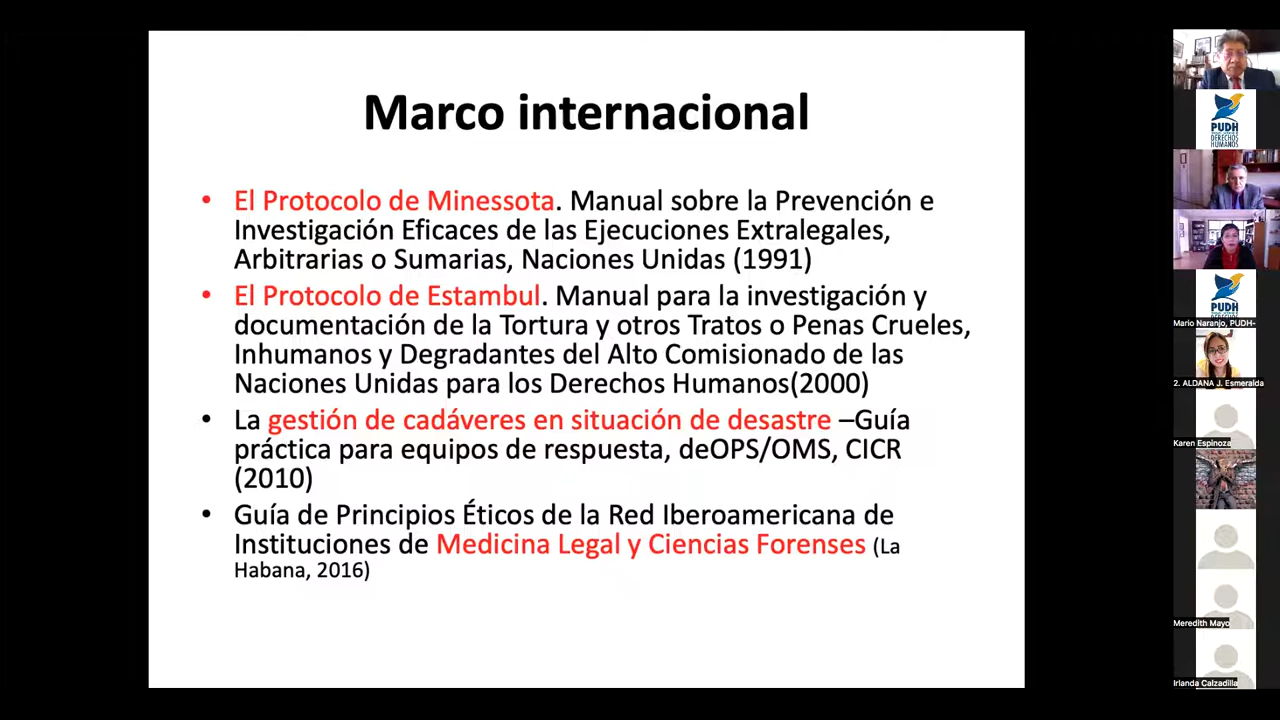 Marco internacional
• El Protocolo de Minessota. Manual sobre la Prevención e
Investigación Eficaces de las Ejecuciones Extralegales,
Arbitrarias o Sumarias, Naciones Unidas (1991)
• El Protocolo de Estambul. Manual para la investigación y
documentación de la Tortura y otros Tratos o Penas Crueles,
Inhumanos y Degradantes del Alto Comisionado de las
Naciones Unidas para los Derechos Humanos(2000)
• La gestión de cadáveres en situación de desastre –Guía
práctica para equipos de respuesta, deOPS/OMS, CICR
(2010)
• Guía de Principios Éticos de la Red Iberoamericana de
Instituciones de Medicina Legal y Ciencias Forenses (La
Habana, 2016)
PUDH
DERECHOS
HUMANOS
PUDH
Mario Naranjo, PUDH-
2. ALDANA J. Esmeralda
Karen Espinoza
Meredith Mayo
Irlanda Calzadilla